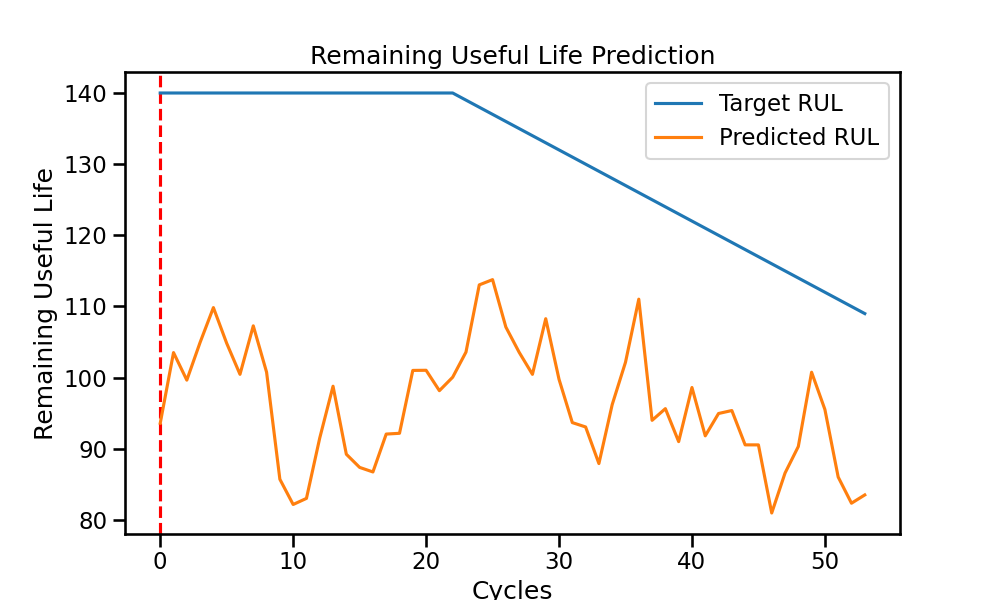 Remaining Useful Life Prediction
Target RUL
Predicted RUL
Remaining Useful Life
140
130
120
110
100
90
80
0 10 20 30 40 50
Cycles